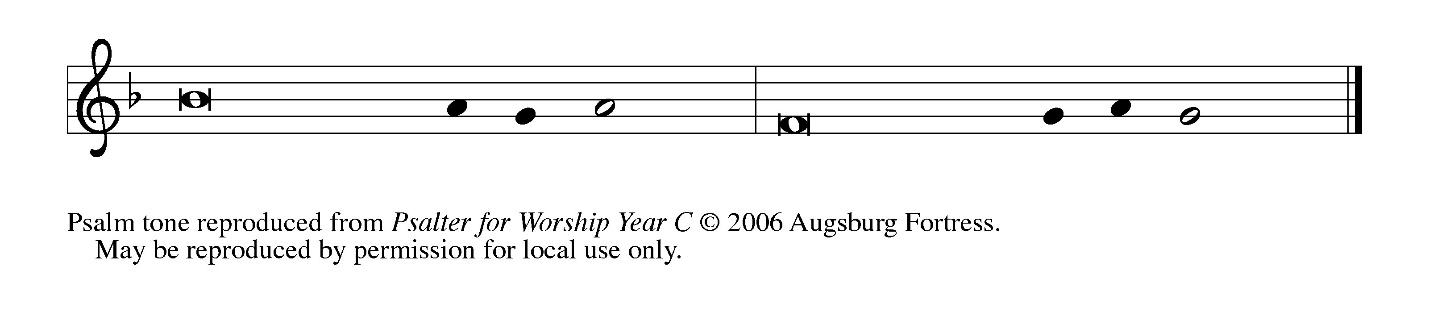 Psalm tone reproduced from Psalter for Worship Year C © 2006 Augsburg Fortress.
May be reproduced by permission for local use only.